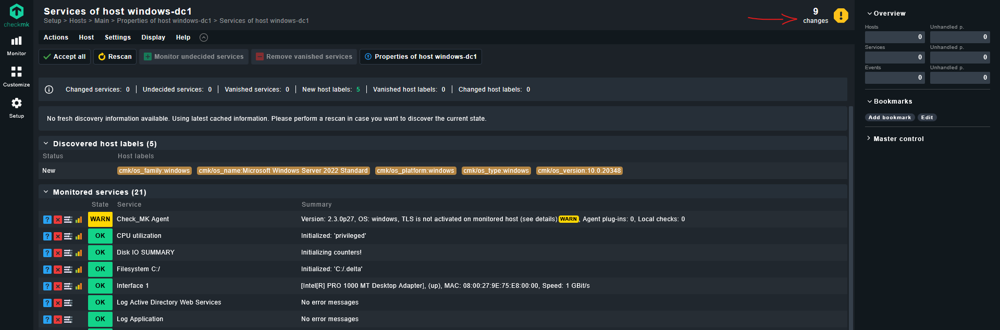 checkmk
Monitor
Customize
Setup
Services of host windows-dc1
Setup > Hosts > Main > Properties of host windows-dc1 > Services of host windows-dc1
9
changes
Actions Host Settings Display Help
Accept all Rescan Monitor undecided services Remove vanished services Properties of host windows-dc1
Changed services: 0 Undecided services: 0 Vanished services: 0 New host labels: 5 Vanished host labels: 0 Changed host labels: 0
No fresh discovery information available. Using latest cached information. Please perform a rescan in case you want to discover the current state.
Discovered host labels (5)
Status Host labels
New cmk/os_family:windows cmk/os_name:Microsoft Windows Server 2022 Standard cmk/os_platform:windows cmk/os_type:windows cmk/os_version:10.0.20348
Monitored services (21)
State Service Summary
WARN Check_MK Agent Version: 2.3.0p27, OS: windows, TLS is not activated on monitored host (see details) WARN, Agent plug-ins: 0, Local checks: 0
OK CPU utilization Initialized: 'privileged'
OK Disk IO SUMMARY Initializing counters!
OK Filesystem C:/ Initialized: 'C:/.delta'
OK Interface 1 [Intel[R] PRO 1000 MT Desktop Adapter], (up), MAC: 08:00:27:9E:75:E8:00:00, Speed: 1 GBit/s
OK Log Active Directory Web Services No error messages
OK Log Application No error messages
Overview
Hosts Unhandled p.
0 0
Services Unhandled p.
0 0
Events Unhandled p.
0 0
Bookmarks
Add bookmark Edit
Master control